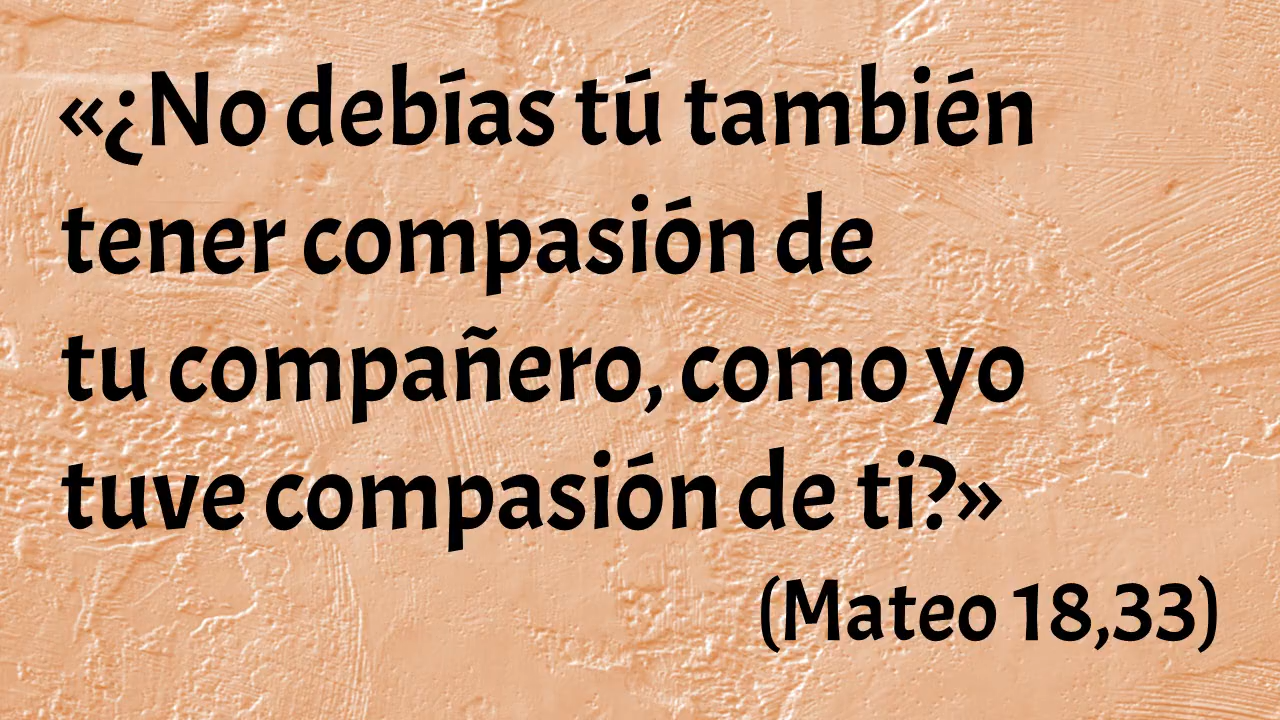 «¿No debías tú también
tener compasión de
tu compañero, como yo
tuve compasión de ti?»
(Mateo 18,33)